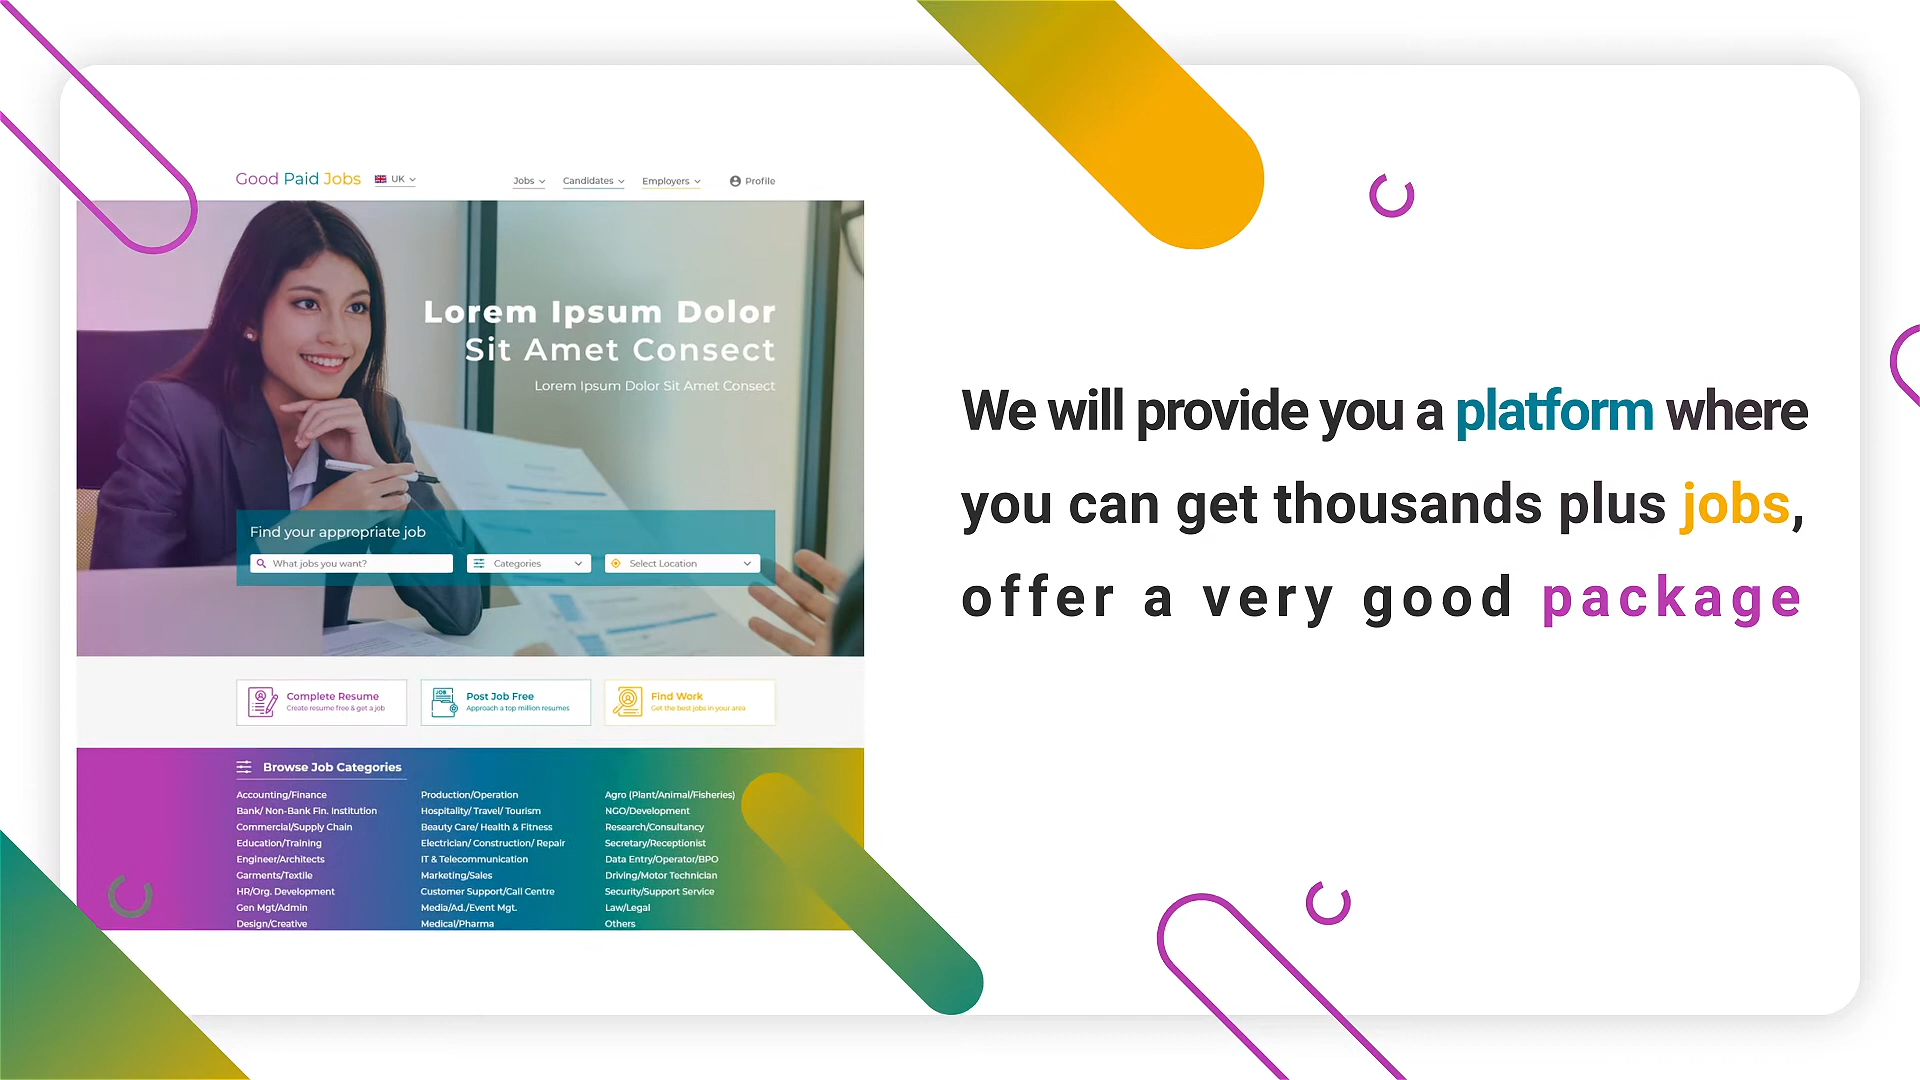 Good Paid Jobs
UK
Jobs
Candidates
Employers
Profile
Lorem Ipsum Dolor
Sit Amet Consect
Lorem Ipsum Dolor Sit Amet Consect
Find your appropriate job
What jobs you want?
Categories
Select Location
Complete Resume
Create resume free & get a job
JOB
Post Job Free
Approach a top million resumes
Find Work
Get the best jobs in your area
Browse Job Categories
Accounting/Finance
Bank/ Non-Bank Fin. Institution
Commercial/Supply Chain
Education/Training
Engineer/Architects
Garments/Textile
HR/Org. Development
Gen Mgt/Admin
Design/Creative
Production/Operation
Hospitality/ Travel/ Tourism
Beauty Care/ Health & Fitness
Electrician/ Construction/ Repair
IT & Telecommunication
Marketing/Sales
Customer Support/Call Centre
Media/Ad./Event Mgt.
Medical/Pharma
Agro (Plant/Animal/Fisheries)
NGO/Development
Research/Consultancy
Secretary/Receptionist
Data Entry/Operator/BPO
Driving/Motor Technician
Security/Support Service
Law/Legal
Others
We will provide you a platform where
you can get thousands plus jobs,
offer a very good package